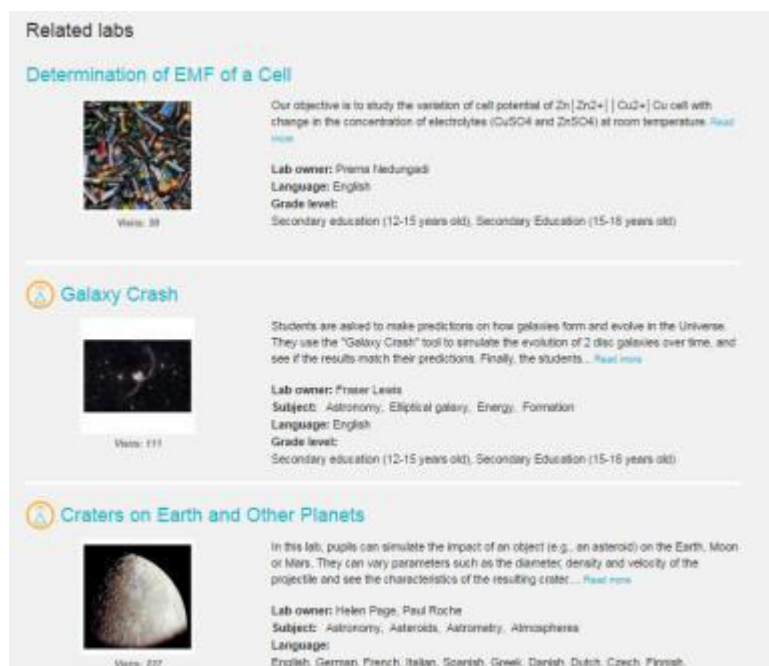 Related labs
Determination of EMF of a Cell
Our objective is to study the variation of cell potential of Zn|Zn2+||Cu2+|Cu cell with
change in the concentration of electrolytes (CuSO4 and ZnSO4) at room temperature. Read
more
Lab owner: Prema Nedungadi
Language: English
Grade level:
Secondary education (12-15 years old), Secondary Education (15-18 years old)
Visits:
Galaxy Crash
Students are asked to make predictions on how galaxies form and evolve in the Universe.
They use the "Galaxy Crash" tool to simulate the evolution of 2 disc galaxies over time, and
see if the results match their predictions. Finally, the students... Read more
Lab owner: Fraser Lewis
Subject: Astronomy, Elliptical galaxy, Energy, Formation
Language: English
Grade level:
Secondary education (12-15 years old), Secondary Education (15-18 years old)
Visits: 111
Craters on Earth and Other Planets
In this lab, pupils can simulate the impact of an object (e.g., an asteroid) on the Earth, Moon
or Mars. They can vary parameters such as the diameter, density and velocity of the
projectile and see the characteristics of the resulting crater.... Read more
Lab owner: Helen Page, Paul Roche
Subject: Astronomy, Asteroids, Astrometry, Atmospheres
Language:
English, German, French, Italian, Spanish, Greek, Danish, Dutch, Czech, Finnish,
Visits: